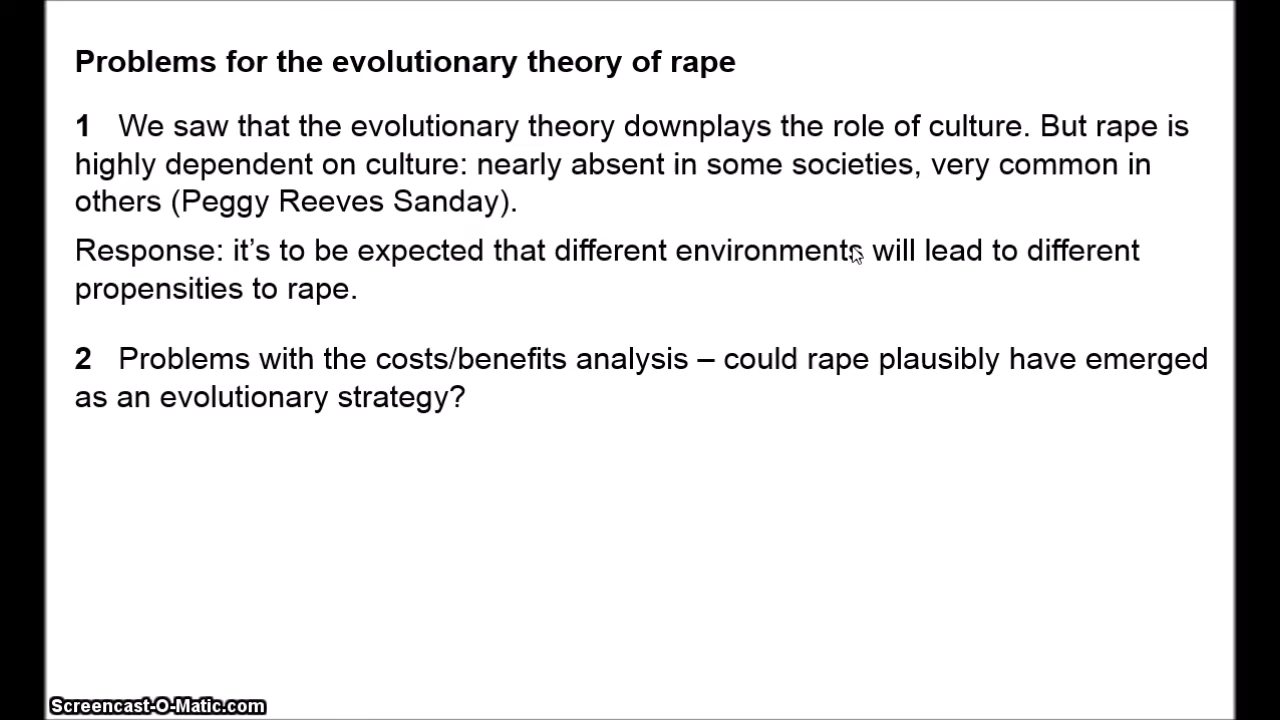 Problems for the evolutionary theory of rape
1 We saw that the evolutionary theory downplays the role of culture. But rape is
highly dependent on culture: nearly absent in some societies, very common in
others (Peggy Reeves Sanday).
Response: it’s to be expected that different environments will lead to different
propensities to rape.
2 Problems with the costs/benefits analysis – could rape plausibly have emerged
as an evolutionary strategy?
Screencast-O-Matic.com